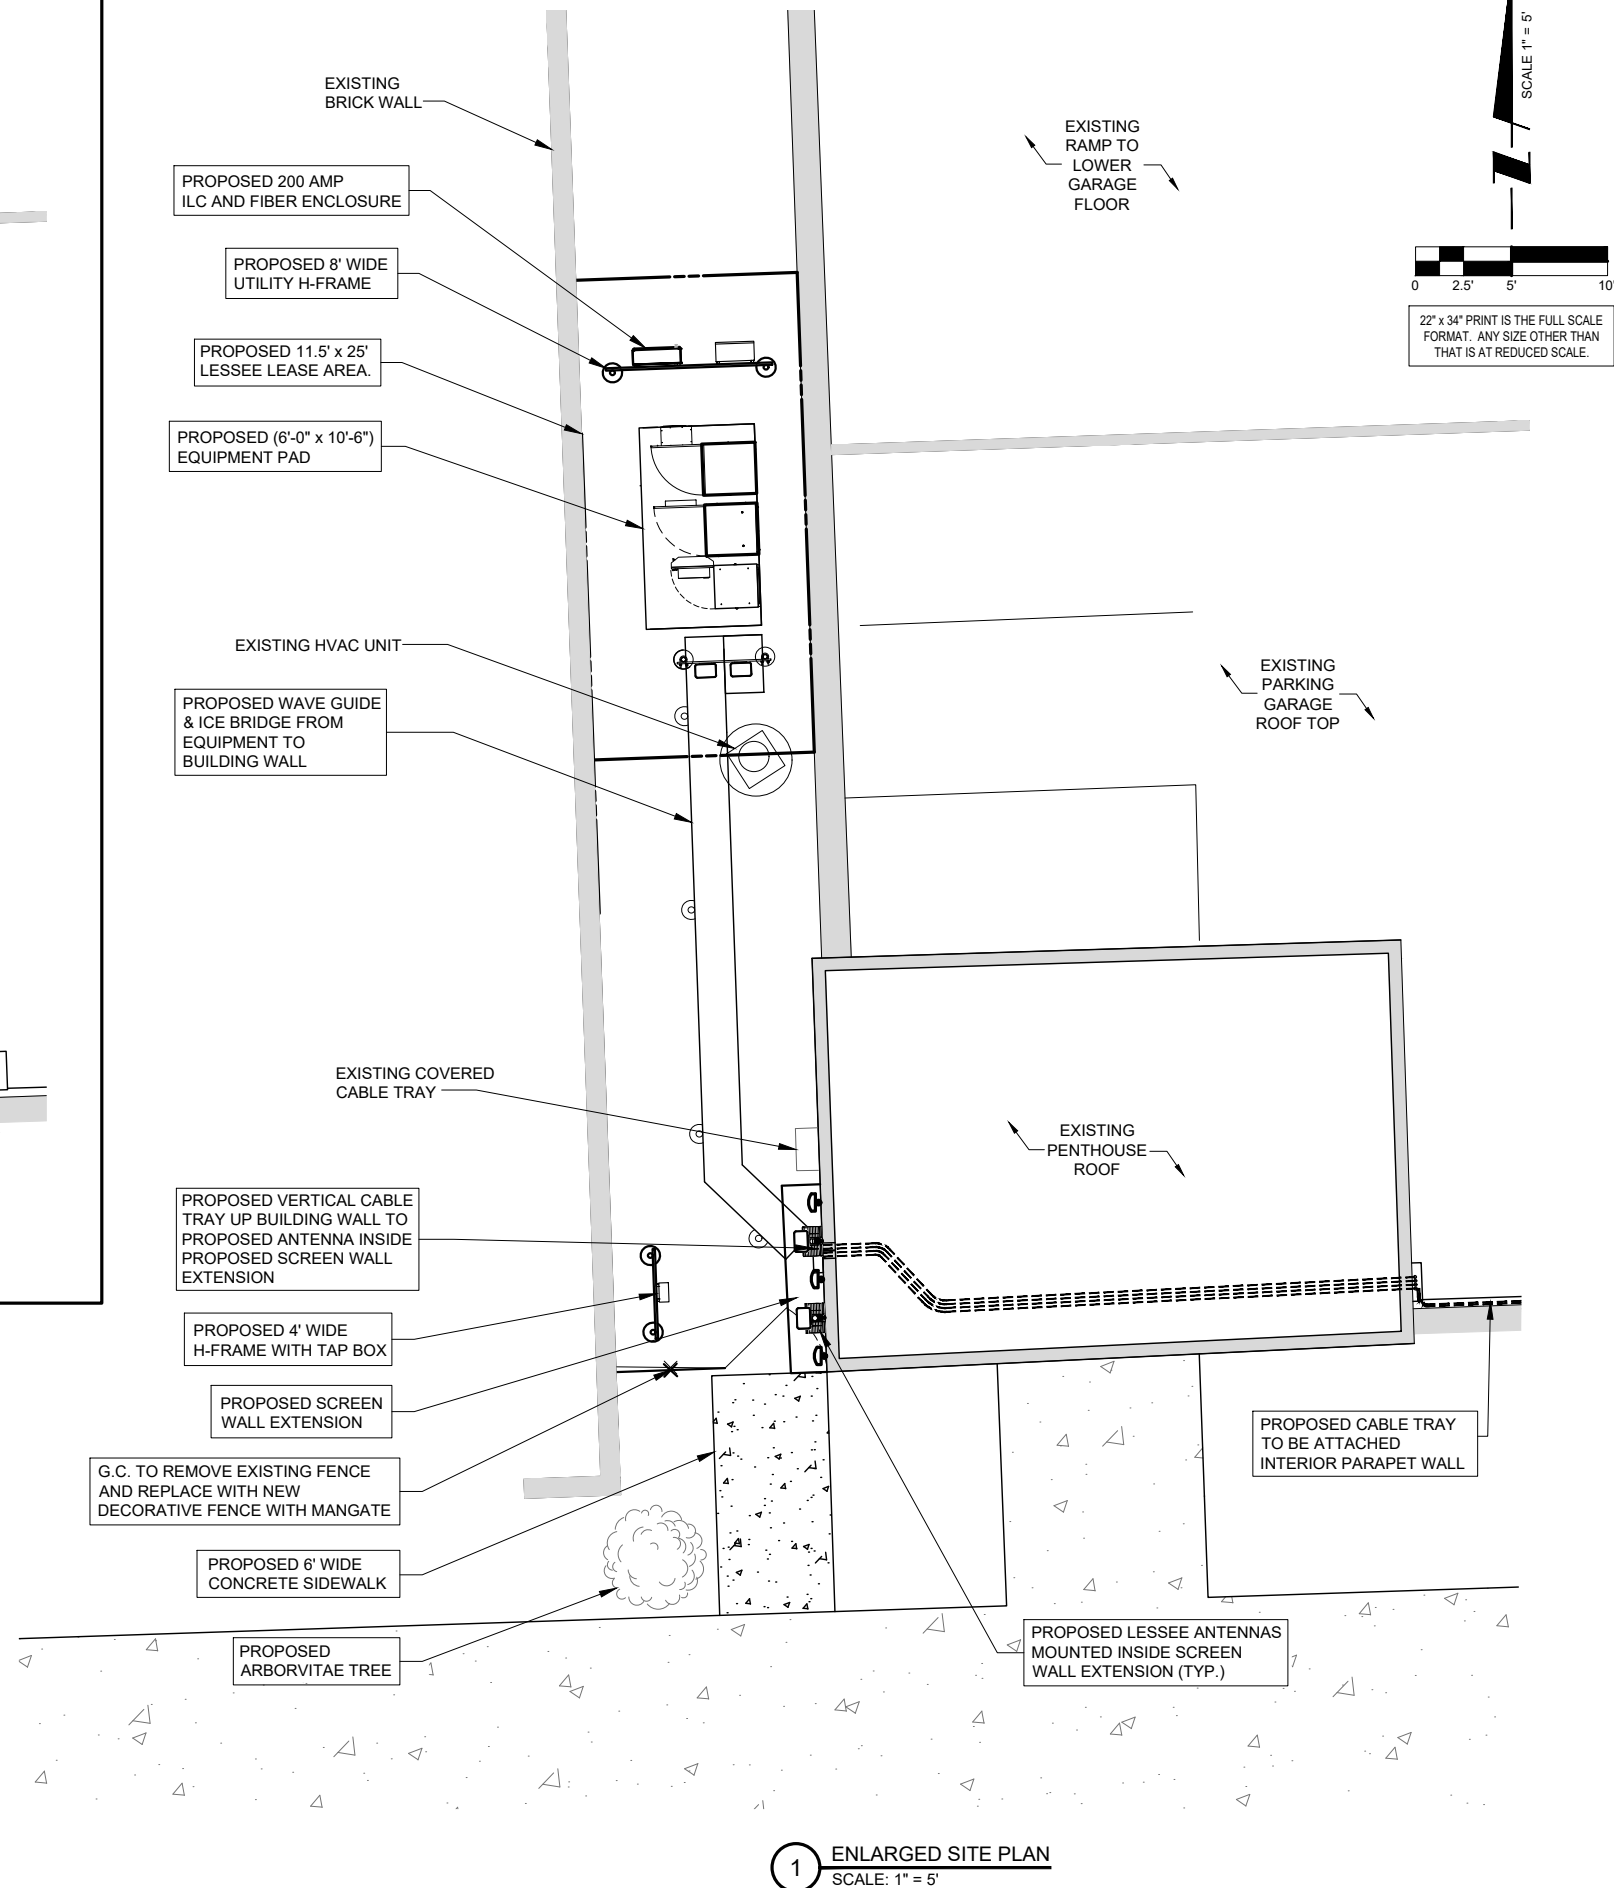 EXISTING
BRICK WALL
PROPOSED 200 AMP
ILC AND FIBER ENCLOSURE
PROPOSED 8' WIDE
UTILITY H-FRAME
PROPOSED 11.5' x 25'
LESSEE LEASE AREA.
PROPOSED (6'-0" x 10'-6")
EQUIPMENT PAD
EXISTING HVAC UNIT
PROPOSED WAVE GUIDE
& ICE BRIDGE FROM
EQUIPMENT TO
BUILDING WALL
EXISTING COVERED
CABLE TRAY
PROPOSED VERTICAL CABLE
TRAY UP BUILDING WALL TO
PROPOSED ANTENNA INSIDE
PROPOSED SCREEN WALL
EXTENSION
PROPOSED 4' WIDE
H-FRAME WITH TAP BOX
PROPOSED SCREEN
WALL EXTENSION
G.C. TO REMOVE EXISTING FENCE
AND REPLACE WITH NEW
DECORATIVE FENCE WITH MANGATE
PROPOSED 6' WIDE
CONCRETE SIDEWALK
PROPOSED
ARBORVITAE TREE
EXISTING
RAMP TO
LOWER
GARAGE
FLOOR
SCALE 1" = 5'
N
0 2.5' 5' 10'
22" x 34" PRINT IS THE FULL SCALE
FORMAT. ANY SIZE OTHER THAN
THAT IS AT REDUCED SCALE.
EXISTING
PARKING
GARAGE
ROOF TOP
EXISTING
PENTHOUSE
ROOF
PROPOSED CABLE TRAY
TO BE ATTACHED
INTERIOR PARAPET WALL
PROPOSED LESSEE ANTENNAS
MOUNTED INSIDE SCREEN
WALL EXTENSION (TYP.)
1
ENLARGED SITE PLAN
SCALE: 1" = 5'